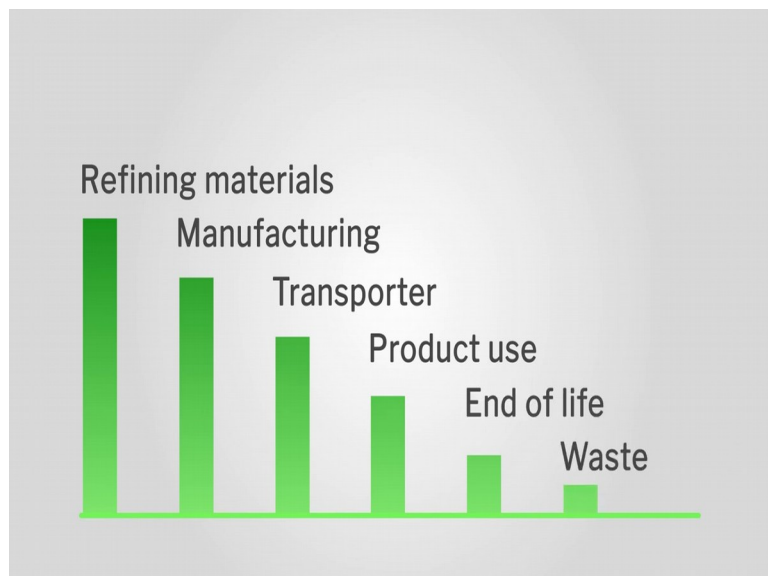 Refining materials
Manufacturing
Transporter
Product use
End of life
Waste